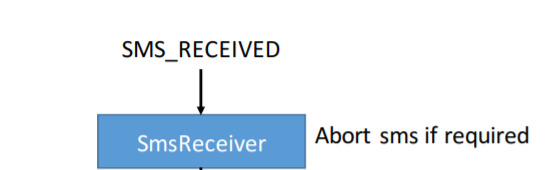 SMS_RECEIVED
SmsReceiver
Abort sms if required